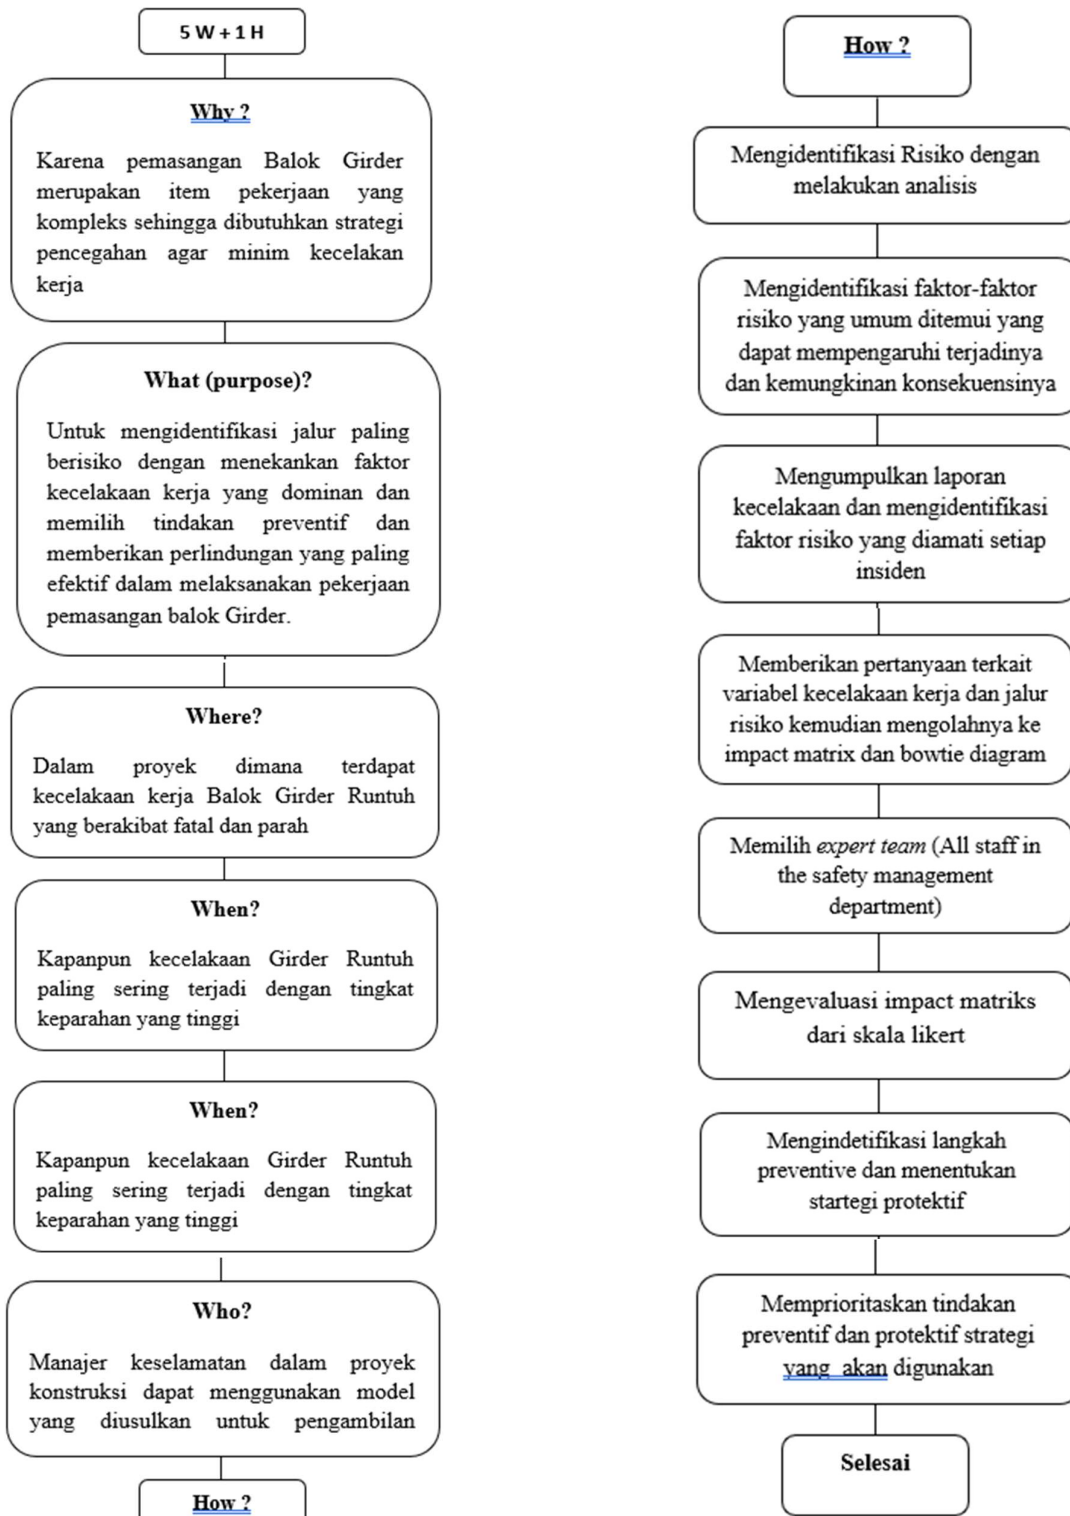 5 W + 1 H
Why ?
Karena pemasangan Balok Girder
merupakan item pekerjaan yang
kompleks sehingga dibutuhkan strategi
pencegahan agar minim kecelakan
kerja
What (purpose)?
Untuk mengidentifikasi jalur paling
berisiko dengan menekankan faktor
kecelakaan kerja yang dominan dan
memilih tindakan preventif dan
memberikan perlindungan yang paling
efektif dalam melaksanakan pekerjaan
pemasangan balok Girder.
Where?
Dalam proyek dimana terdapat
kecelakaan kerja Balok Girder Runtuh
yang berakibat fatal dan parah
When?
Kapanpun kecelakaan Girder Runtuh
paling sering terjadi dengan tingkat
keparahan yang tinggi
When?
Kapanpun kecelakaan Girder Runtuh
paling sering terjadi dengan tingkat
keparahan yang tinggi
Who?
Manajer keselamatan dalam proyek
konstruksi dapat menggunakan model
yang diusulkan untuk pengambilan
How ?
How ?
Mengidentifikasi Risiko dengan
melakukan analisis
Mengidentifikasi faktor-faktor
risiko yang umum ditemui yang
dapat mempengaruhi terjadinya
dan kemungkinan konsekuensinya
Mengumpulkan laporan
kecelakaan dan mengidentifikasi
faktor risiko yang diamati setiap
insiden
Memberikan pertanyaan terkait
variabel kecelakaan kerja dan jalur
risiko kemudian mengolahnya ke
impact matrix dan bowtie diagram
Memilih expert team (All staff in
the safety management
department)
Mengevaluasi impact matriks
dari skala likert
Mengindetifikasi langkah
preventive dan menentukan
startegi protektif
Memprioritaskan tindakan
preventif dan protektif strategi
yang akan digunakan
Selesai